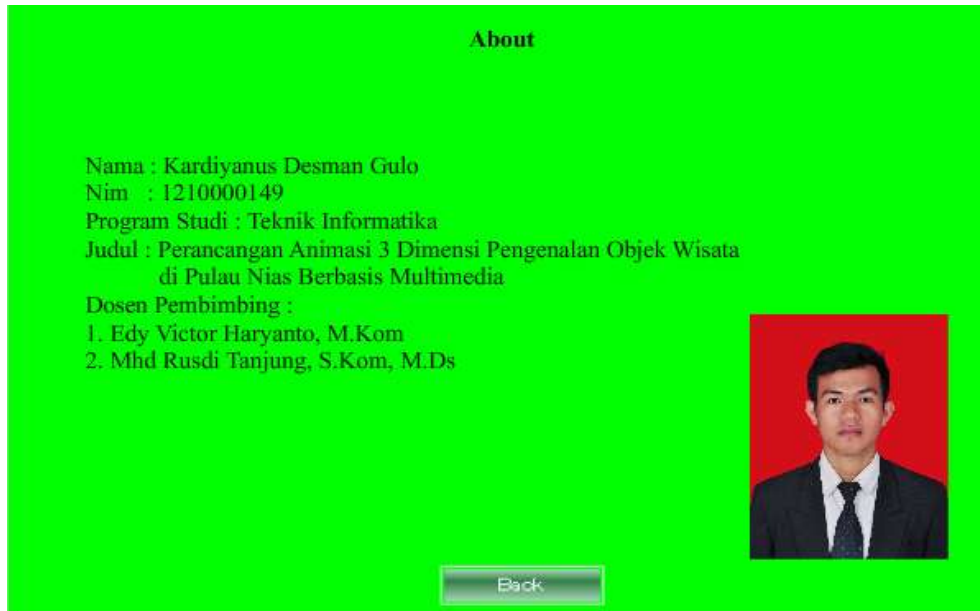 About
Nama : Kardiyanus Desman Gulo
Nim : 1210000149
Program Studi : Teknik Informatika
Judul : Perancangan Animasi 3 Dimensi Pengenalan Objek Wisata
di Pulau Nias Berbasis Multimedia
Dosen Pembimbing :
1. Edy Victor Haryanto, M.Kom
2. Mhd Rusdi Tanjung, S.Kom, M.Ds
Back